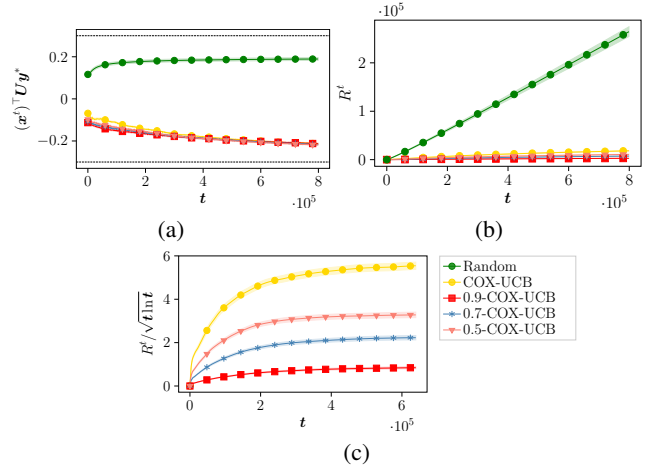 0.2
0
−0.2
(x^t)^⊤Uy*
0 2 4 6 8
t
·10^5
(a)
·10^5
2
1
0
R^t
0 2 4 6 8
t
·10^5
(b)
6
4
2
0
R^t/√t ln t
0 2 4 6
t
·10^5
(c)
Random
COX-UCB
0.9-COX-UCB
0.7-COX-UCB
0.5-COX-UCB